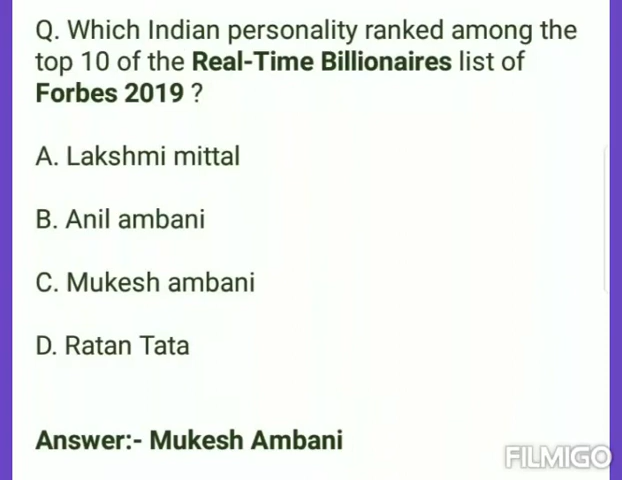 Q. Which Indian personality ranked among the
top 10 of the Real-Time Billionaires list of
Forbes 2019 ?
A. Lakshmi mittal
B. Anil ambani
C. Mukesh ambani
D. Ratan Tata
Answer:- Mukesh Ambani
FILMIGO